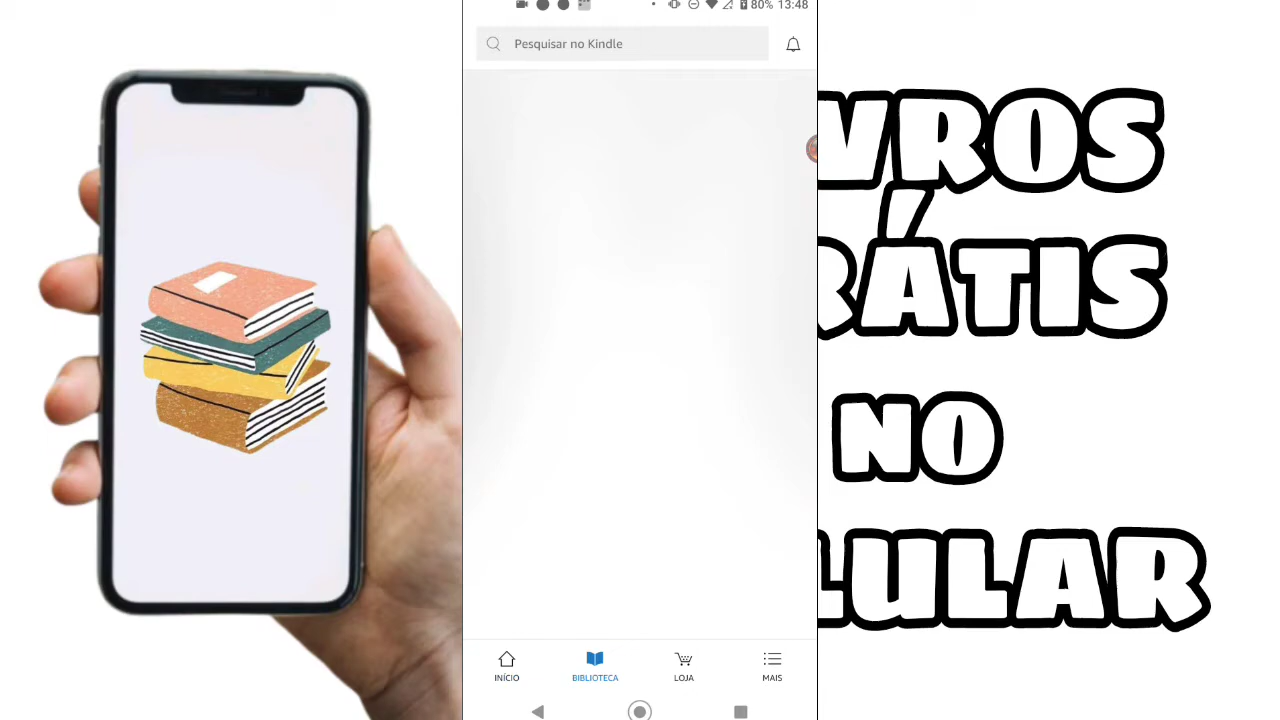 80% 13:48
Pesquisar no Kindle
VROS
RÁTIS
NO
LULAR
INÍCIO
BIBLIOTECA
LOJA
MAIS